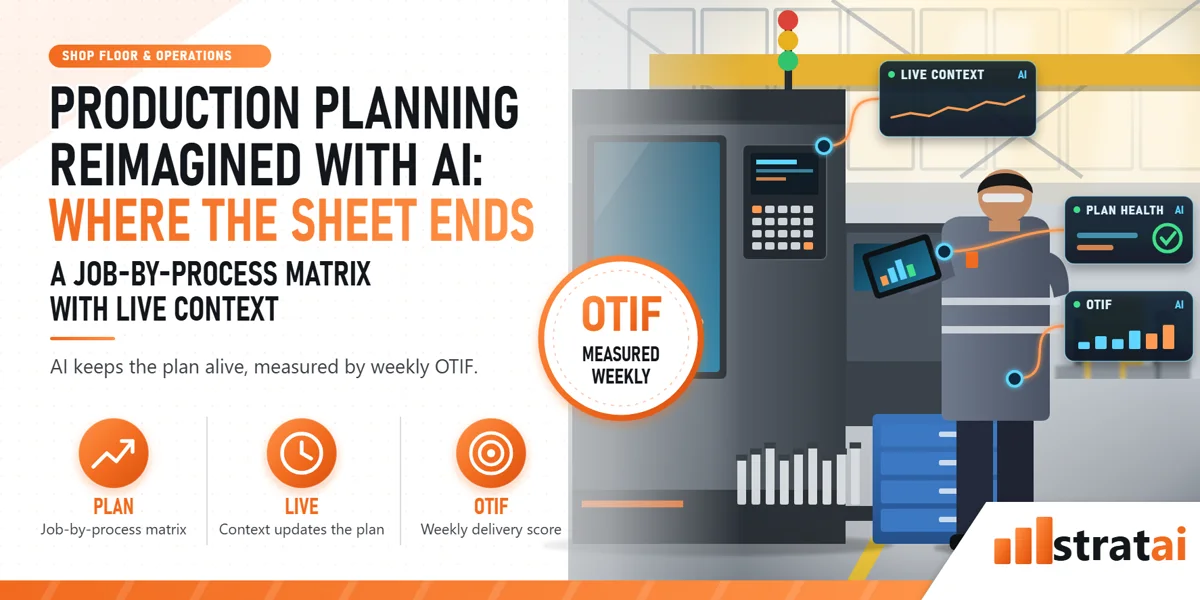 SHOP FLOOR & OPERATIONS
PRODUCTION PLANNING
REIMAGINED WITH AI:
WHERE THE SHEET ENDS
A JOB-BY-PROCESS MATRIX
WITH LIVE CONTEXT
AI keeps the plan alive, measured by weekly OTIF.
PLAN
Job-by-process matrix
LIVE
Context updates the plan
OTIF
Weekly delivery score
OTIF
MEASURED
WEEKLY
LIVE CONTEXT AI
PLAN HEALTH AI
OTIF AI
stratai